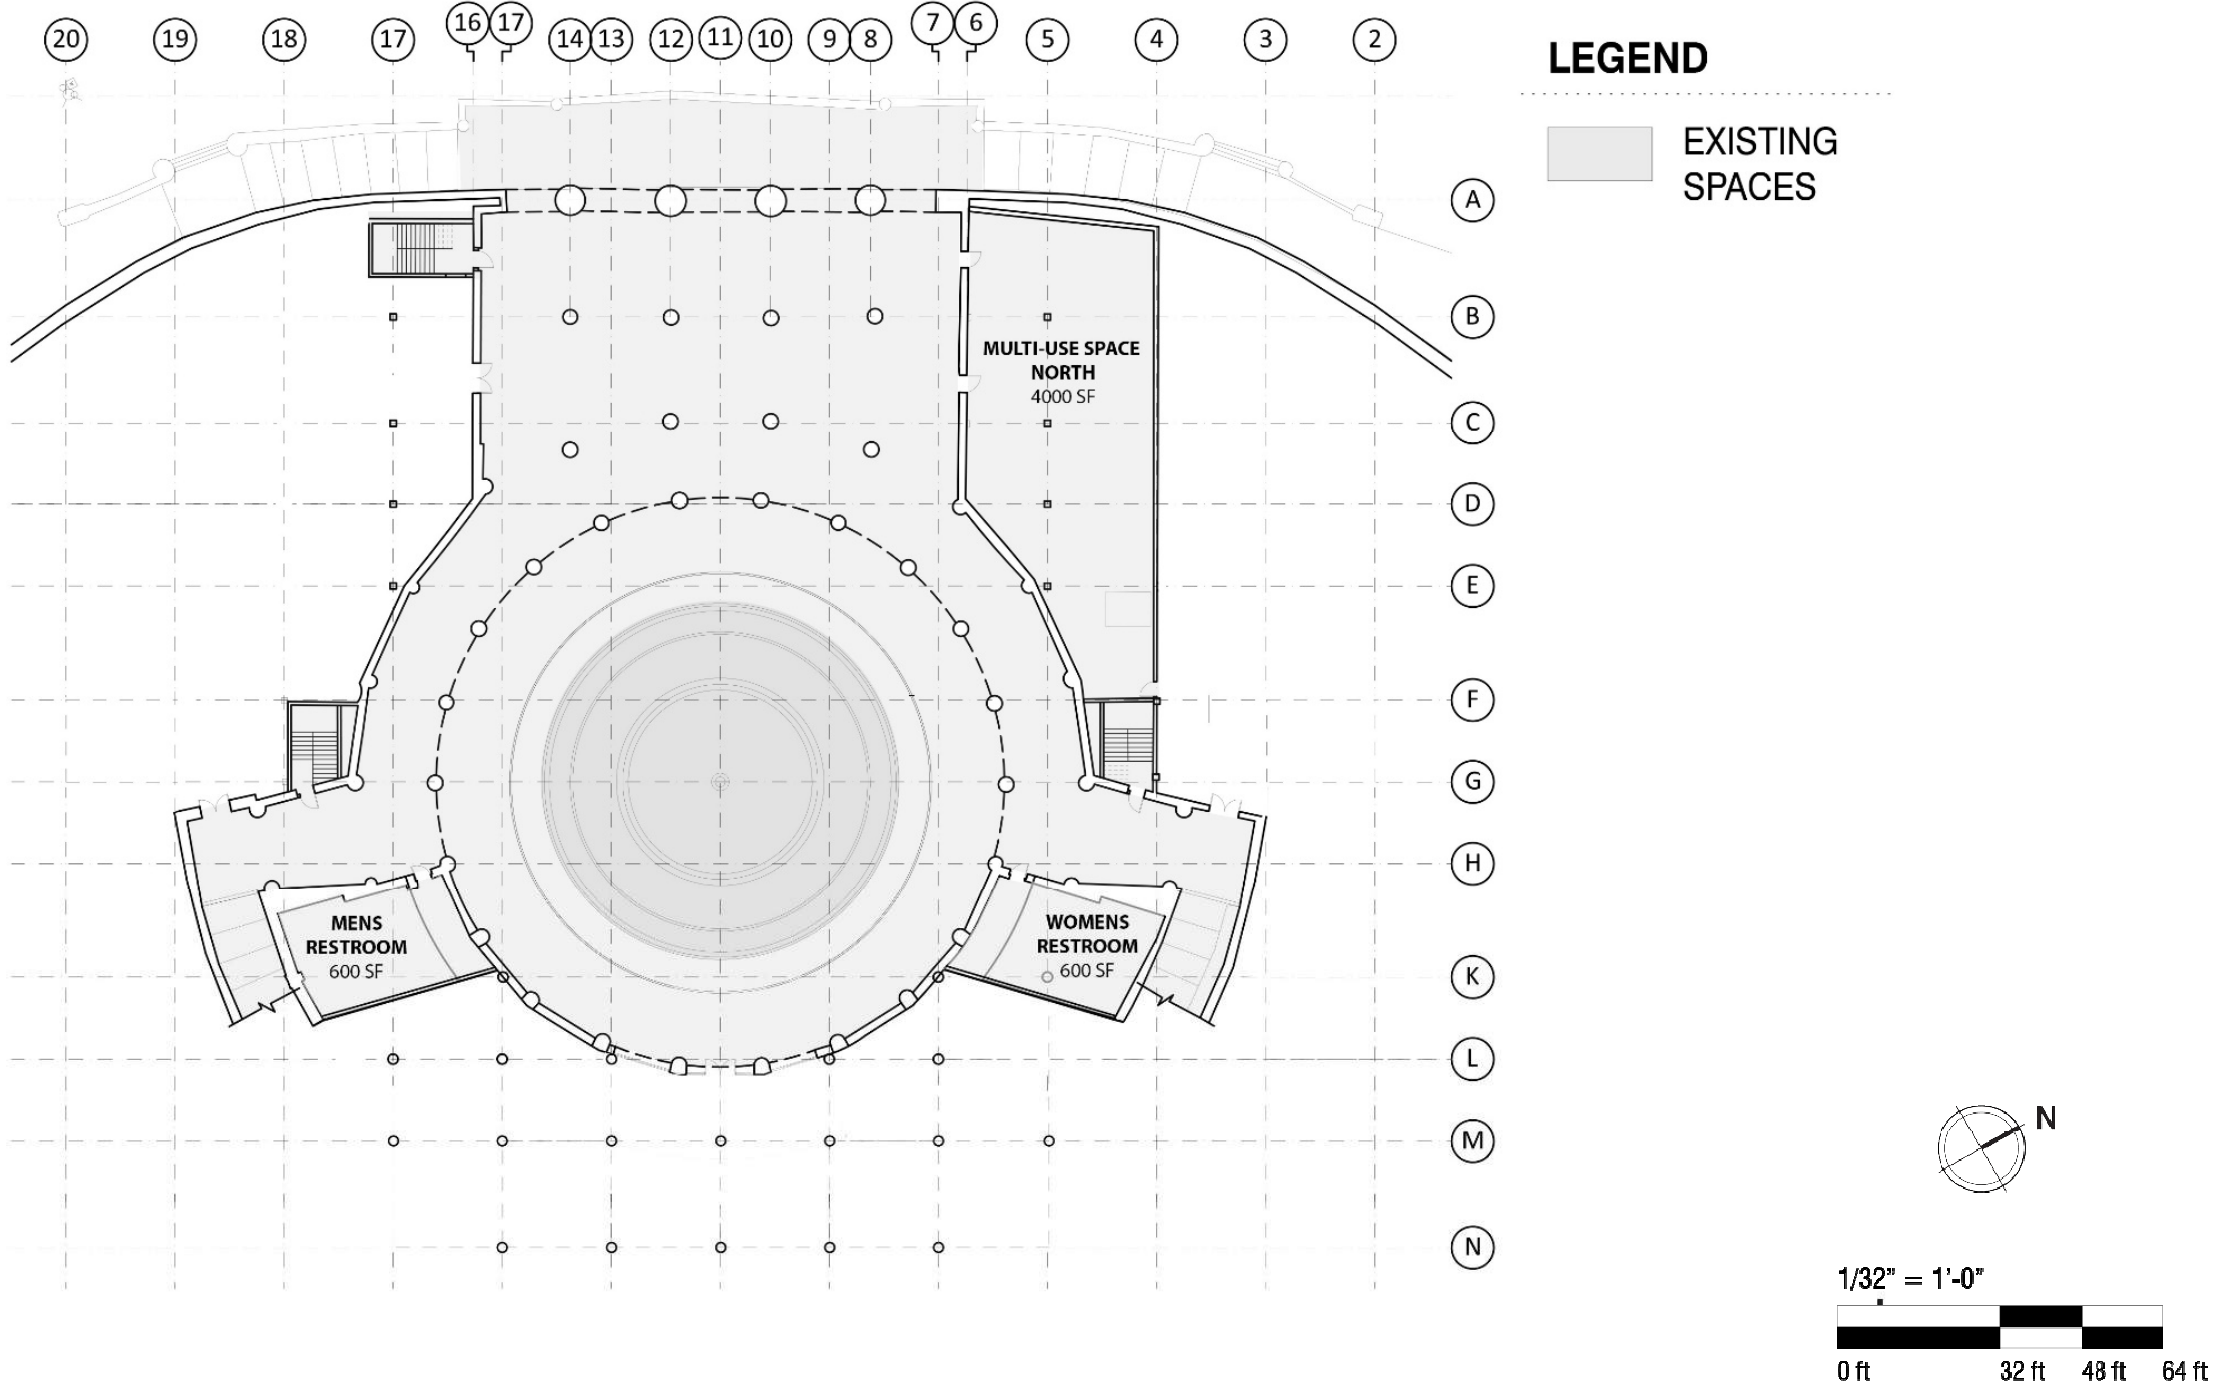 20 19 18 17 16 17 14 13 12 11 10 9 8 7 6 5 4 3 2
LEGEND
EXISTING
SPACES
A
B
C
D
E
F
G
H
K
L
M
N
MULTI-USE SPACE
NORTH
4000 SF
MENS
RESTROOM
600 SF
WOMENS
RESTROOM
600 SF
N
1/32" = 1'-0"
0 ft 32 ft 48 ft 64 ft